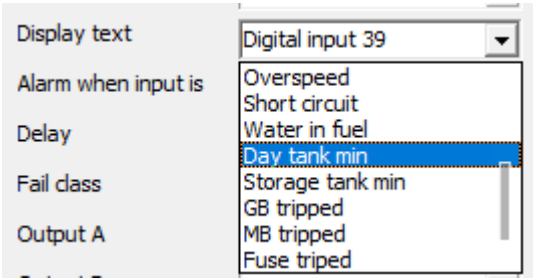 Display text
Digital input 39
Alarm when input is
Overspeed
Short circuit
Delay
Water in fuel
Day tank min
Fail class
Storage tank min
GB tripped
Output A
MB tripped
Fuse triped